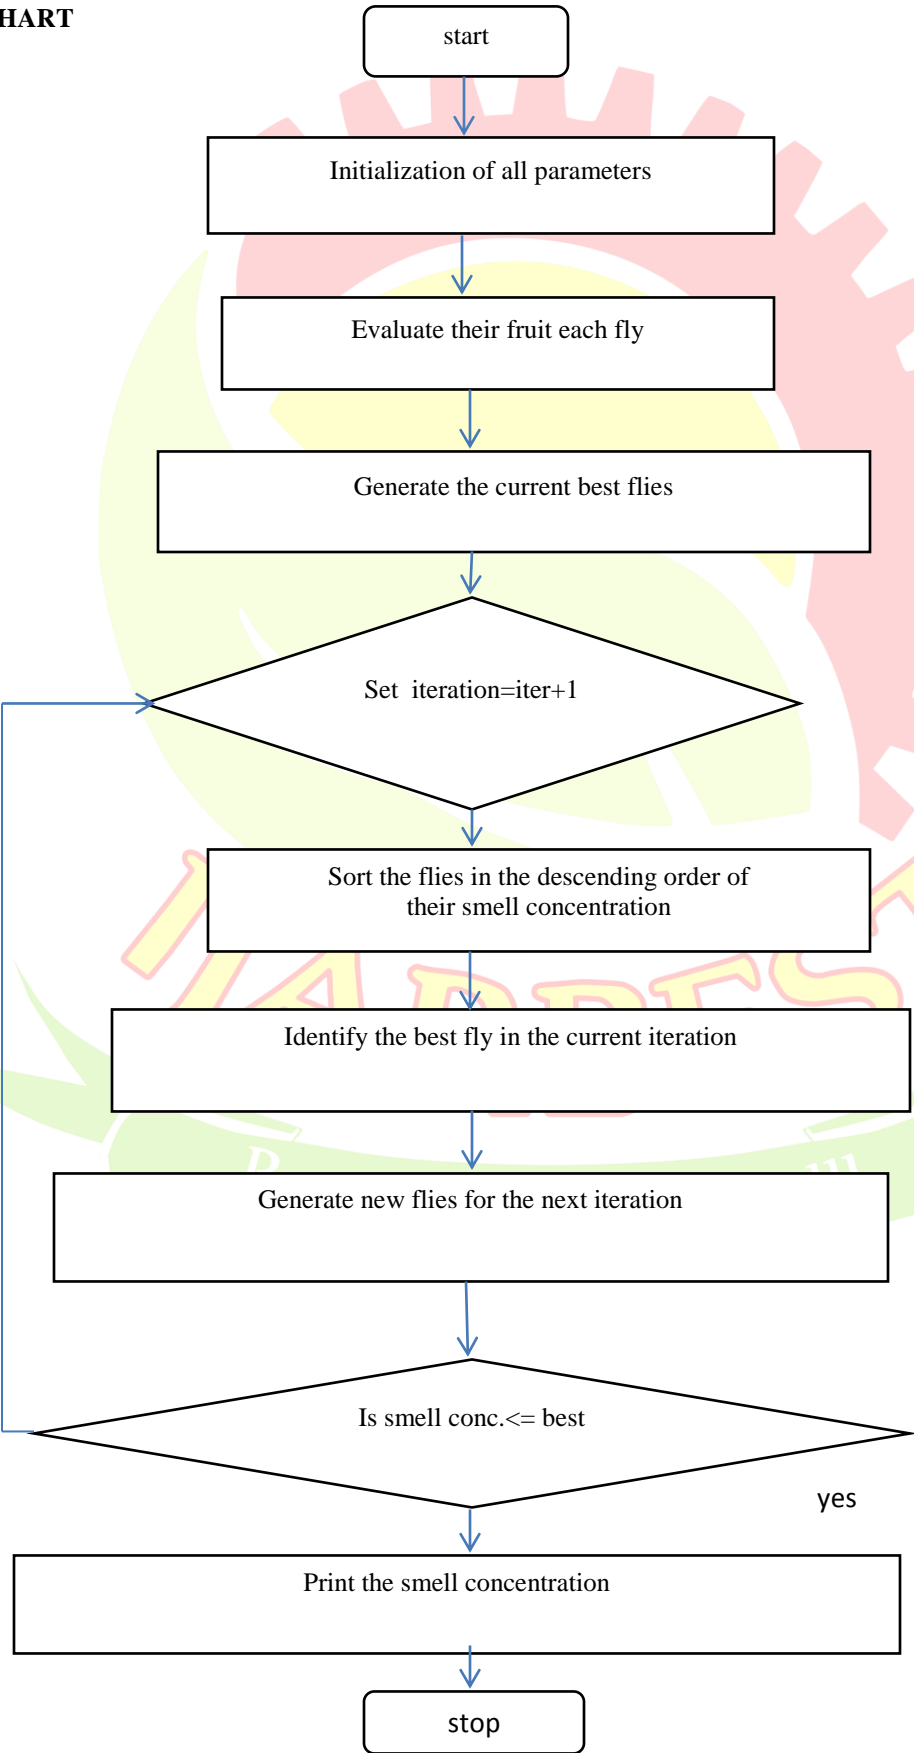 HART
start
Initialization of all parameters
Evaluate their fruit each fly
Generate the current best flies
Set iteration=iter+1
Sort the flies in the descending order of
their smell concentration
Identify the best fly in the current iteration
Generate new flies for the next iteration
Is smell conc.<= best
yes
Print the smell concentration
stop